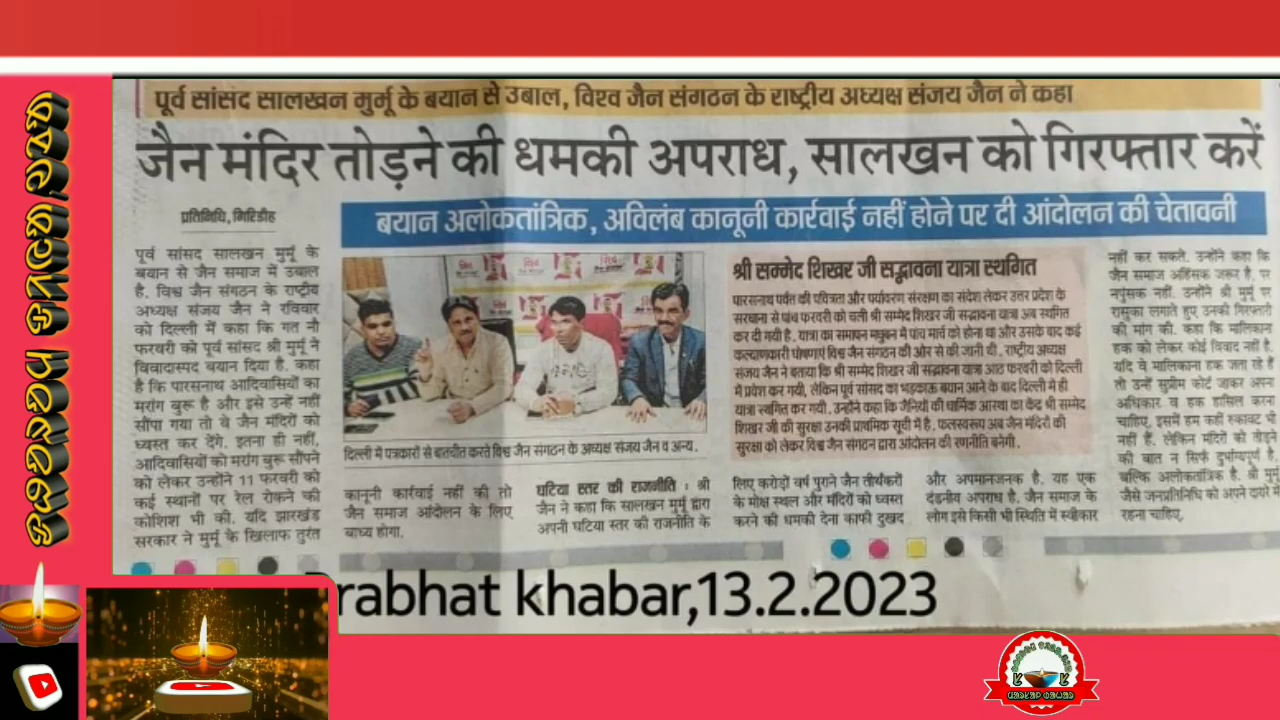 पूर्व सांसद सालखन मुर्मू के बयान से उबाल, विश्व जैन संगठन के राष्ट्रीय अध्यक्ष संजय जैन ने कहा
जैन मंदिर तोड़ने की धमकी अपराध, सालखन को गिरफ्तार करें
बयान अलोकतांत्रिक, अविलंब कानूनी कार्रवाई नहीं होने पर दी आंदोलन की चेतावनी
प्रतिनिधि, गिरिडीह
पूर्व सांसद सालखन मुर्मू के
बयान से जैन समाज में उबाल
है. विश्व जैन संगठन के राष्ट्रीय
अध्यक्ष संजय जैन ने रविवार
को दिल्ली में कहा कि गत नौ
फरवरी को पूर्व सांसद श्री मुर्मू ने
विवादास्पद बयान दिया है. कहा
है कि पारसनाथ आदिवासियों का
मरांग बुरू है और इसे उन्हें नहीं
सौंपा गया तो वे जैन मंदिरों को
ध्वस्त कर देंगे. इतना ही नहीं,
आदिवासियों को मरांग बुरू सौंपने
को लेकर उन्होंने 11 फरवरी को
कई स्थानों पर रेल रोकने की
कोशिश भी की. यदि झारखंड
सरकार ने मुर्मू के खिलाफ तुरंत
दिल्ली में पत्रकारों से बातचीत करते विश्व जैन संगठन के अध्यक्ष संजय जैन व अन्य.
कानूनी कार्रवाई नहीं की तो
जैन समाज आंदोलन के लिए
बाध्य होगा.
घटिया स्तर की राजनीति : श्री
जैन ने कहा कि सालखन मुर्मू द्वारा
अपनी घटिया स्तर की राजनीति के
श्री सम्मेद शिखर जी सद्भावना यात्रा स्थगित
पारसनाथ पर्वत की पवित्रता और पर्यावरण संरक्षण का संदेश लेकर उत्तर प्रदेश के
सरधाना से पांच फरवरी को चली श्री सम्मेद शिखर जी सद्भावना यात्रा अब स्थगित
कर दी गयी है. यात्रा का समापन मधुबन में पांच मार्च को होना था और उसके बाद कई
कल्याणकारी घोषणाएं विश्व जैन संगठन की ओर से की जानी थी. राष्ट्रीय अध्यक्ष
संजय जैन ने बताया कि श्री सम्मेद शिखर जी सद्भावना यात्रा आठ फरवरी को दिल्ली
में प्रवेश कर गयी, लेकिन पूर्व सांसद का भड़काऊ बयान आने के बाद दिल्ली में ही
यात्रा स्थगित कर गयी. उन्होंने कहा कि जैनियों की धार्मिक आस्था का केंद्र श्री सम्मेद
शिखर जी की सुरक्षा उनकी प्राथमिक सूची में है. फलस्वरूप अब जैन मंदिरों की
सुरक्षा को लेकर विश्व जैन संगठन द्वारा आंदोलन की रणनीति बनेगी.
लिए करोड़ों वर्ष पुराने जैन तीर्थंकरों
के मोक्ष स्थल और मंदिरों को ध्वस्त
करने की धमकी देना काफी दुखद
और अपमानजनक है. यह एक
दंडनीय अपराध है. जैन समाज के
लोग इसे किसी भी स्थिति में स्वीकार
नहीं कर सकते. उन्होंने कहा कि
जैन समाज अहिंसक जरूर है, पर
नपुंसक नहीं. उन्होंने श्री मुर्मू पर
रासुका लगाते हुए उनकी गिरफ्तारी
की मांग की. कहा कि मालिकाना
हक को लेकर कोई विवाद नहीं है.
यदि वे मालिकाना हक जता रहे हैं
तो उन्हें सुप्रीम कोर्ट जाकर अपना
अधिकार व हक हासिल करना
चाहिए. इसमें हम कहीं रुकावट भी
नहीं हैं. लेकिन मंदिरों को तोड़ने
की बात न सिर्फ दुर्भाग्यपूर्ण है,
बल्कि अलोकतांत्रिक है. श्री मुर्मू
जैसे जनप्रतिनिधि को अपने दायरे में
रहना चाहिए.
rabhat khabar,13.2.2023